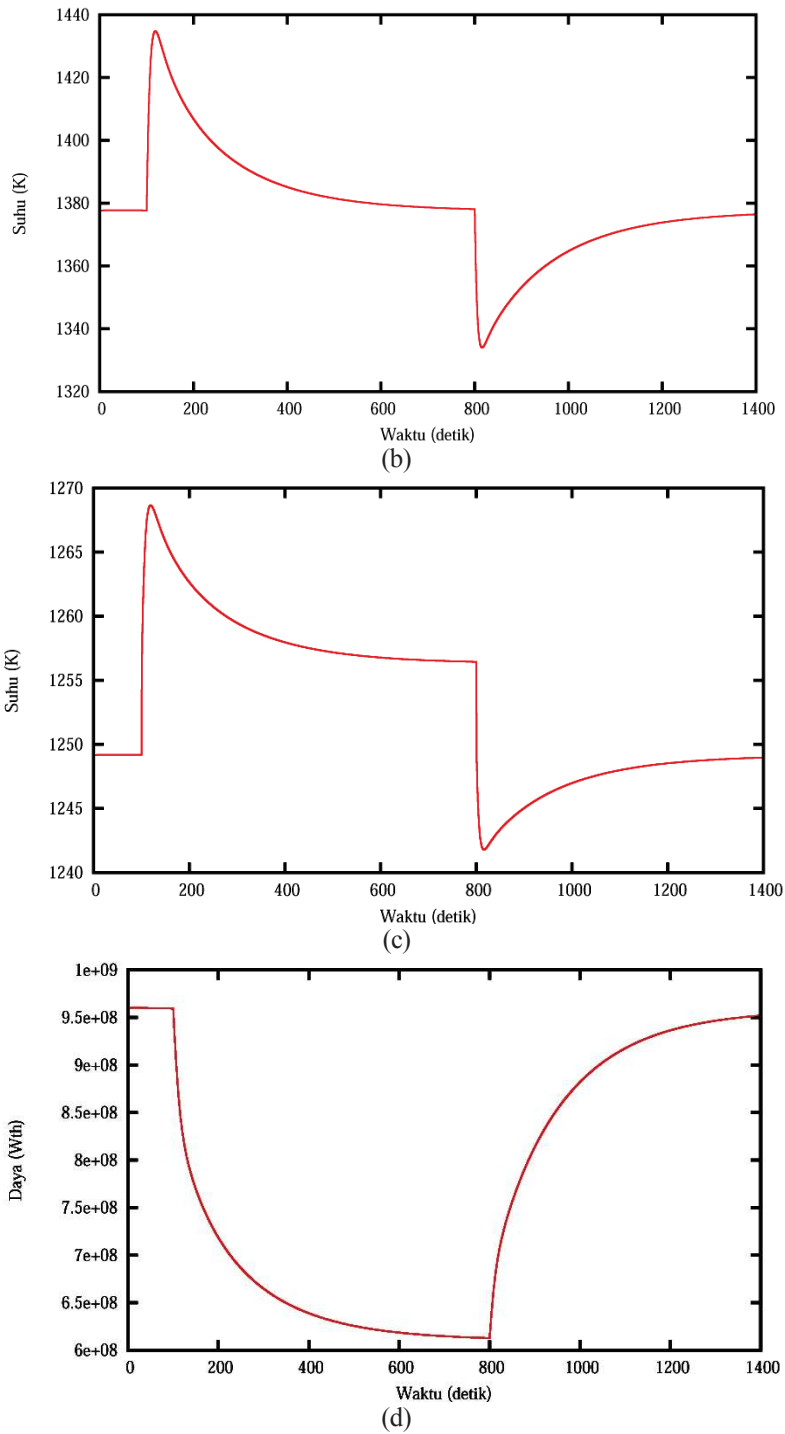 1440
1420
1400
1380
1360
1340
1320
Suhu (K)
0 200 400 600 800 1000 1200 1400
Waktu (detik)
(b)
1270
1265
1260
1255
1250
1245
1240
Suhu (K)
0 200 400 600 800 1000 1200 1400
Waktu (detik)
(c)
1e+09
9.5e+08
9e+08
8.5e+08
8e+08
7.5e+08
7e+08
6.5e+08
6e+08
Daya (Wth)
0 200 400 600 800 1000 1200 1400
Waktu (detik)
(d)